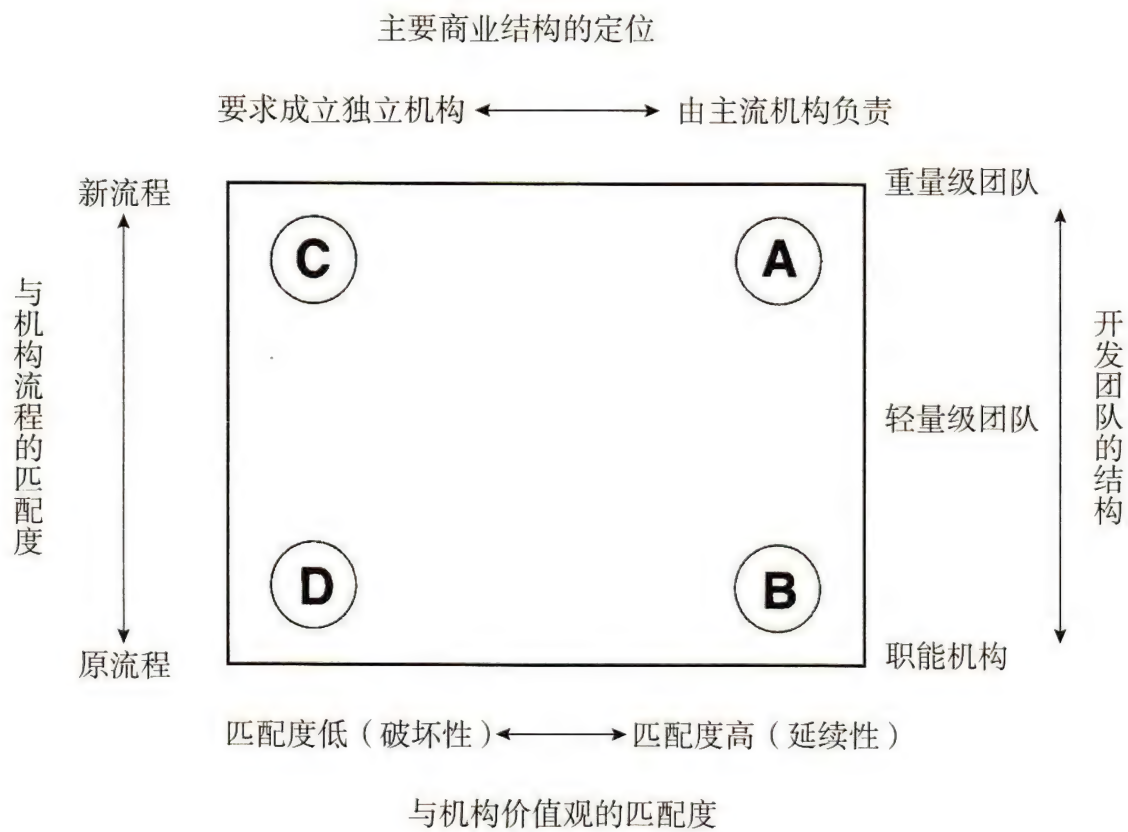 主要商业结构的定位
要求成立独立机构
由主流机构负责
新流程
重量级团队
C
A
与机构流程的匹配度
轻量级团队
开发团队的结构
D
B
原流程
职能机构
匹配度低（破坏性）
匹配度高（延续性）
与机构价值观的匹配度